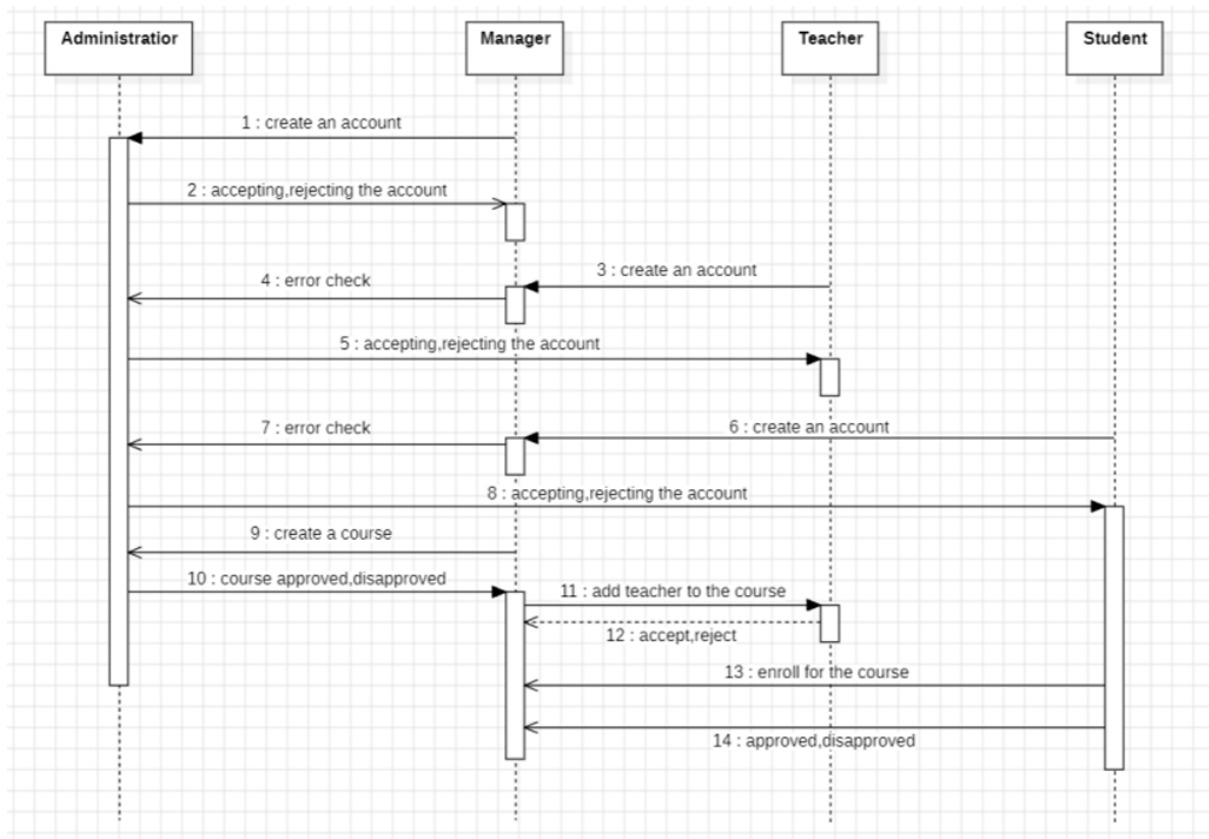 Administratior
Manager
Teacher
Student
1 : create an account
2 : accepting,rejecting the account
3 : create an account
4 : error check
5 : accepting,rejecting the account
6 : create an account
7 : error check
8 : accepting,rejecting the account
9 : create a course
10 : course approved,disapproved
11 : add teacher to the course
12 : accept,reject
13 : enroll for the course
14 : approved,disapproved